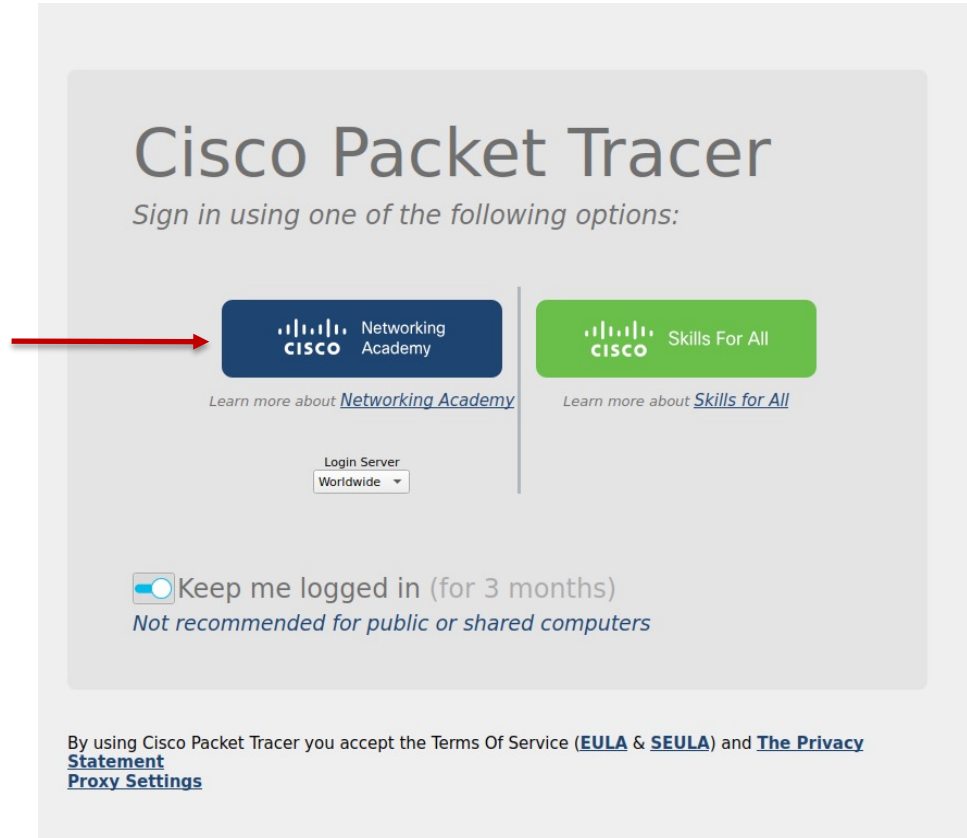 Cisco Packet Tracer
Sign in using one of the following options:
CISCO Networking Academy
CISCO Skills For All
Learn more about Networking Academy
Learn more about Skills for All
Login Server
Worldwide
Keep me logged in (for 3 months)
Not recommended for public or shared computers
By using Cisco Packet Tracer you accept the Terms Of Service (EULA & SEULA) and The Privacy
Statement
Proxy Settings